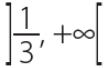 ]1/3, +∞[